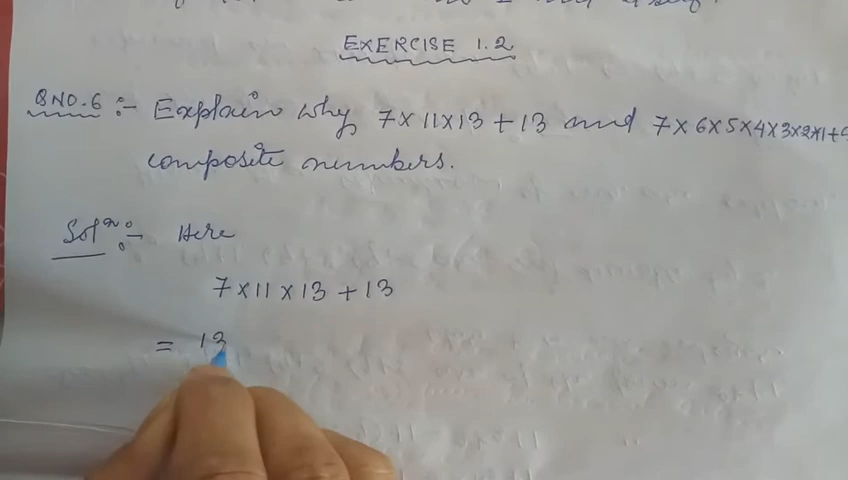 EXERCISE 1.2
QNO.6 :- Explain why 7×11×13+13 and 7×6×5×4×3×2×1+
composite numbers.
Solⁿ :- Here
7×11×13+13
= 13